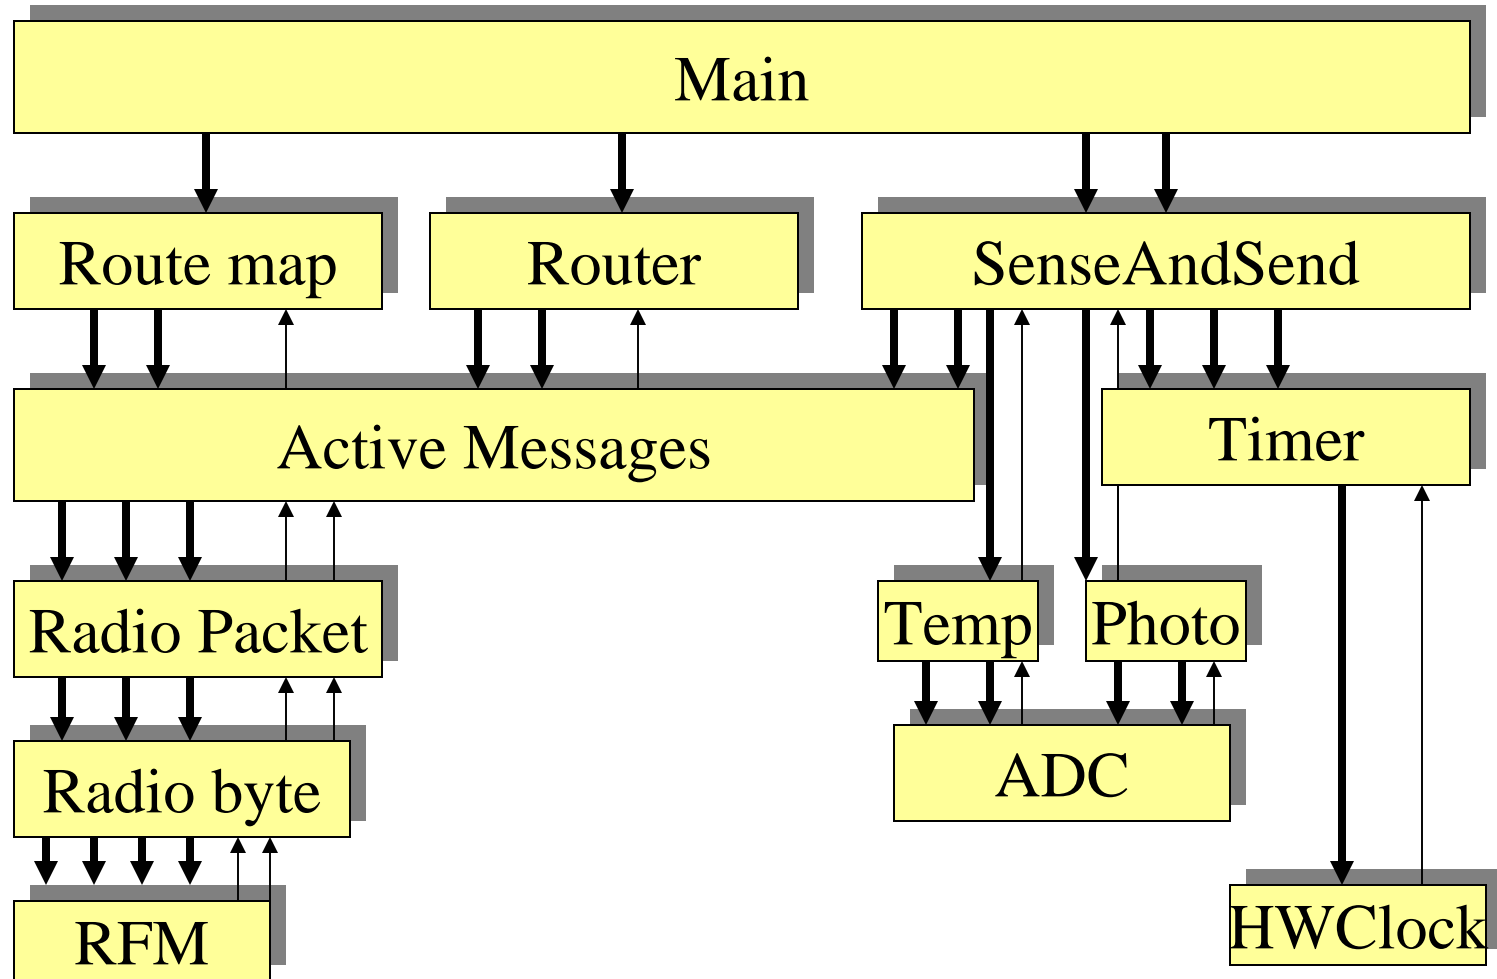 Main
Route map
Router
SenseAndSend
Active Messages
Timer
Radio Packet
Temp
Photo
Radio byte
ADC
RFM
HWClock